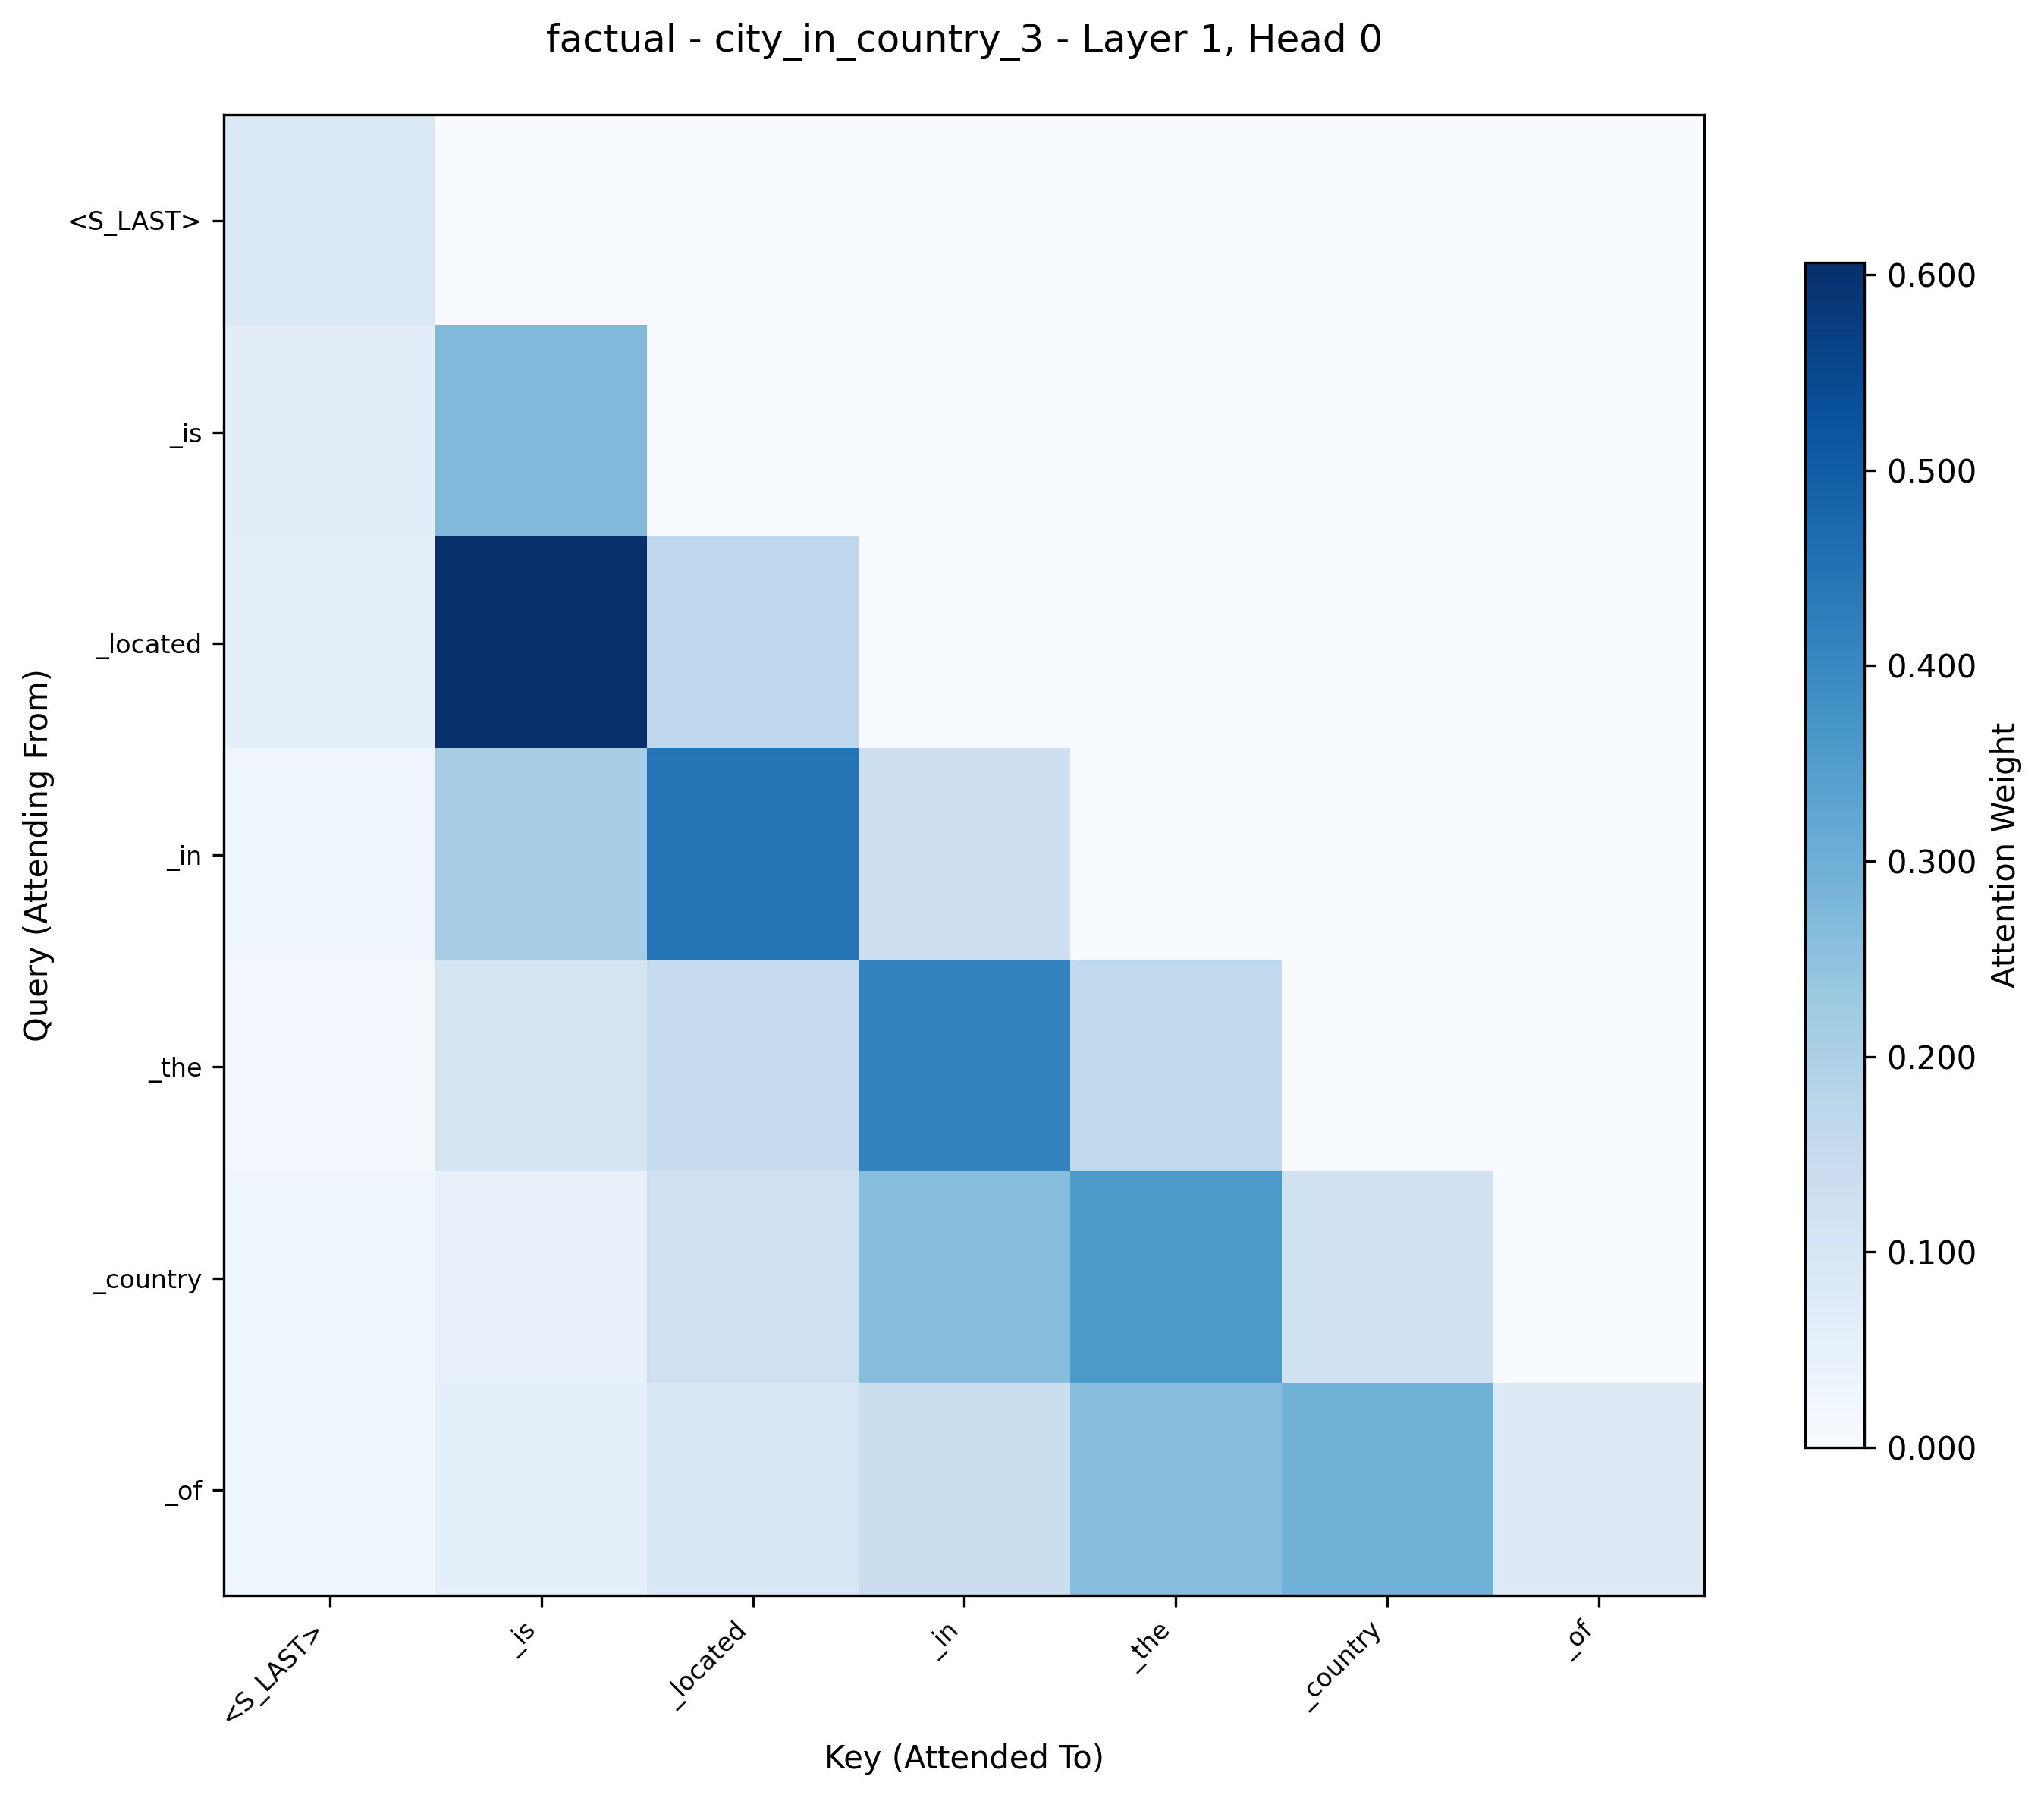 factual - city_in_country_3 - Layer 1, Head 0
Query (Attending From)
<S_LAST>
_is
_located
_in
_the
_country
_of
<S_LAST>
_is
_located
_in
_the
_country
_of
Key (Attended To)
0.600
0.500
0.400
0.300
0.200
0.100
0.000
Attention Weight